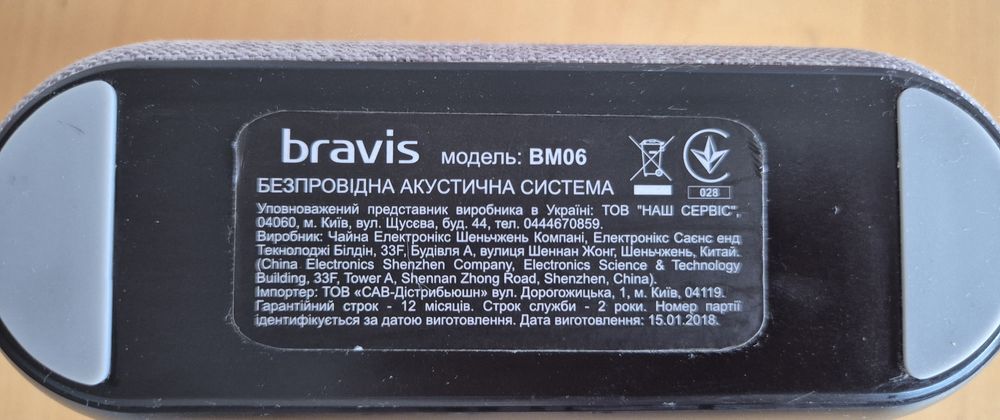 bravis модель: BM06
028
БЕЗПРОВІДНА АКУСТИЧНА СИСТЕМА
Уповноважений представник виробника в Україні: ТОВ "НАШ СЕРВІС",
04060, м. Київ, вул. Щусєва, буд. 44, тел. 0444670859.
Виробник: Чайна Електронікс Шеньчжень Компані, Електронікс Саєнс енд
Текнолоджі Білдін, 33F, Будівля А, вулиця Шеннан Жонг, Шеньчжень, Китай.
(China Electronics Shenzhen Company, Electronics Science & Technology
Building, 33F, Tower A, Shennan Zhong Road, Shenzhen, China).
Імпортер: ТОВ «САВ-Дістрибьюшн» вул. Дорогожицька, 1, м. Київ, 04119.
Гарантійний строк - 12 місяців. Строк служби - 2 роки. Номер партії
ідентифікується за датою виготовлення. Дата виготовлення: 15.01.2018.